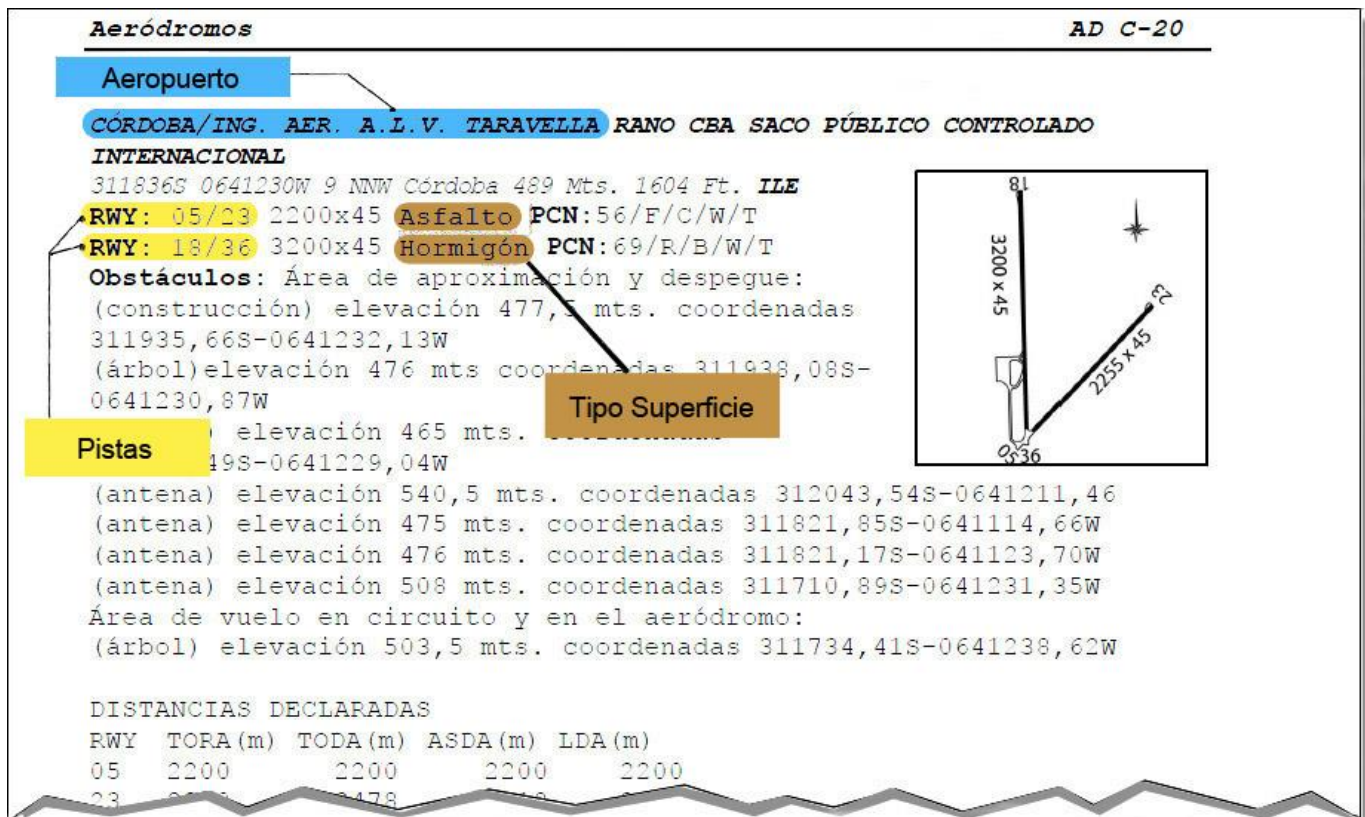 Aeródromos AD C-20
Aeropuerto
CÓRDOBA/ING. AER. A.L.V. TARAVELLA RANO CBA SACO PÚBLICO CONTROLADO
INTERNACIONAL
311836S 0641230W 9 NNW Córdoba 489 Mts. 1604 Ft. ILE
RWY: 05/23 2200x45 Asfalto PCN:56/F/C/W/T
RWY: 18/36 3200x45 Hormigón PCN:69/R/B/W/T
Obstáculos: Área de aproximación y despegue:
(construcción) elevación 477,5 mts. coordenadas
311935,66S-0641232,13W
(árbol)elevación 476 mts coordenadas 311938,08S-
0641230,87W
Tipo Superficie
) elevación 465 mts. coordenadas
Pistas
49S-0641229,04W
(antena) elevación 540,5 mts. coordenadas 312043,54S-0641211,46
(antena) elevación 475 mts. coordenadas 311821,85S-0641114,66W
(antena) elevación 476 mts. coordenadas 311821,17S-0641123,70W
(antena) elevación 508 mts. coordenadas 311710,89S-0641231,35W
Área de vuelo en circuito y en el aeródromo:
(árbol) elevación 503,5 mts. coordenadas 311734,41S-0641238,62W
DISTANCIAS DECLARADAS
RWY TORA(m) TODA(m) ASDA(m) LDA(m)
05 2200 2200 2200 2200
23
18
3200 x 45
23
2255 x 45
05
36